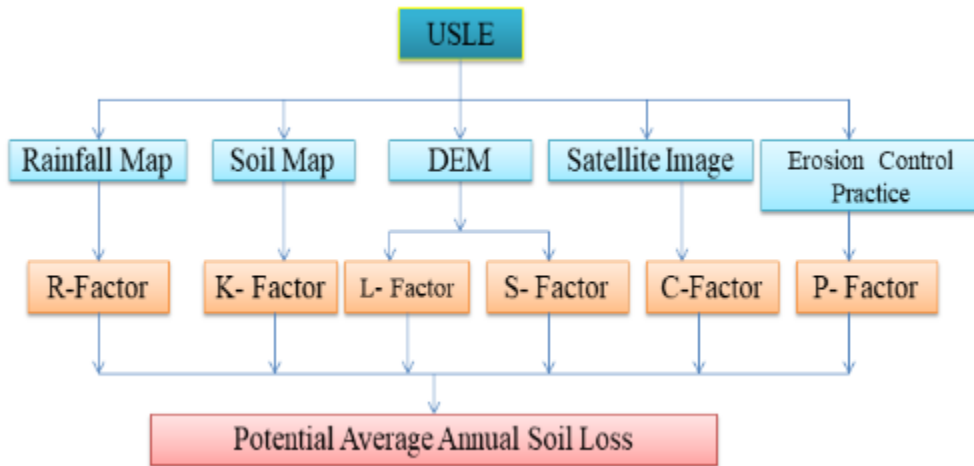 USLE
Rainfall Map
Soil Map
DEM
Satellite Image
Erosion Control
Practice
R-Factor
K- Factor
L- Factor
S- Factor
C-Factor
P- Factor
Potential Average Annual Soil Loss